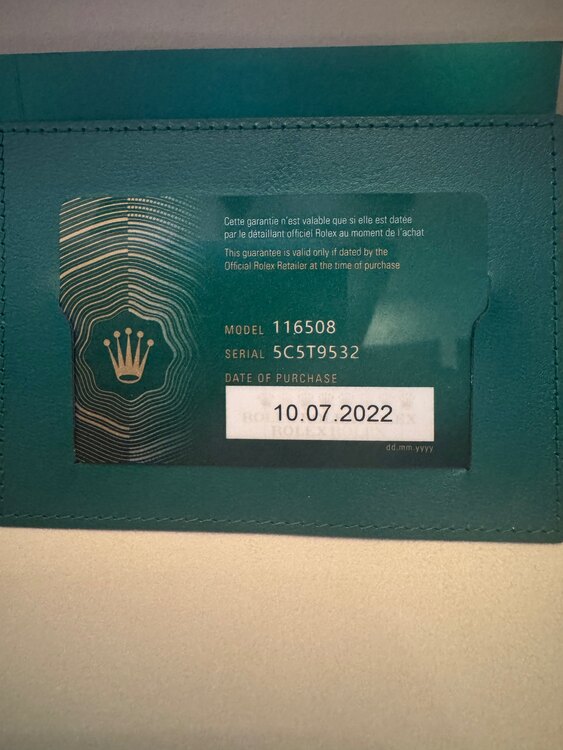 Cette garantie n'est valable que si elle est datée
par le détaillant officiel Rolex au moment de l'achat
This guarantee is valid only if dated by the
Official Rolex Retailer at the time of purchase
MODEL 116508
SERIAL 5C5T9532
DATE OF PURCHASE
10.07.2022
dd.mm.yyyy